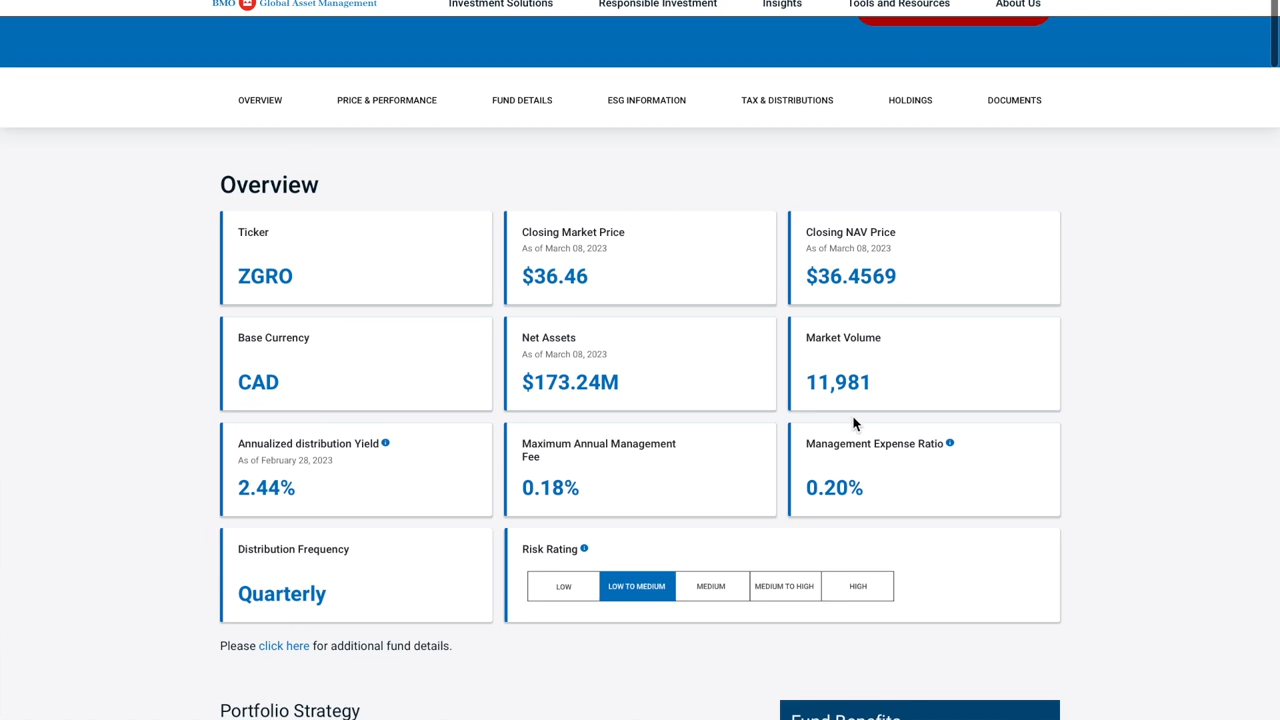 BMO Global Asset Management
Investment Solutions
Responsible Investment
Insights
Tools and Resources
About Us
OVERVIEW
PRICE & PERFORMANCE
FUND DETAILS
ESG INFORMATION
TAX & DISTRIBUTIONS
HOLDINGS
DOCUMENTS
Overview
Ticker
ZGRO
Closing Market Price
As of March 08, 2023
$36.46
Closing NAV Price
As of March 08, 2023
$36.4569
Base Currency
CAD
Net Assets
As of March 08, 2023
$173.24M
Market Volume
11,981
Annualized distribution Yield
As of February 28, 2023
2.44%
Maximum Annual Management
Fee
0.18%
Management Expense Ratio
0.20%
Distribution Frequency
Quarterly
Risk Rating
LOW
LOW TO MEDIUM
MEDIUM
MEDIUM TO HIGH
HIGH
Please click here for additional fund details.
Portfolio Strategy
Fund Benefits